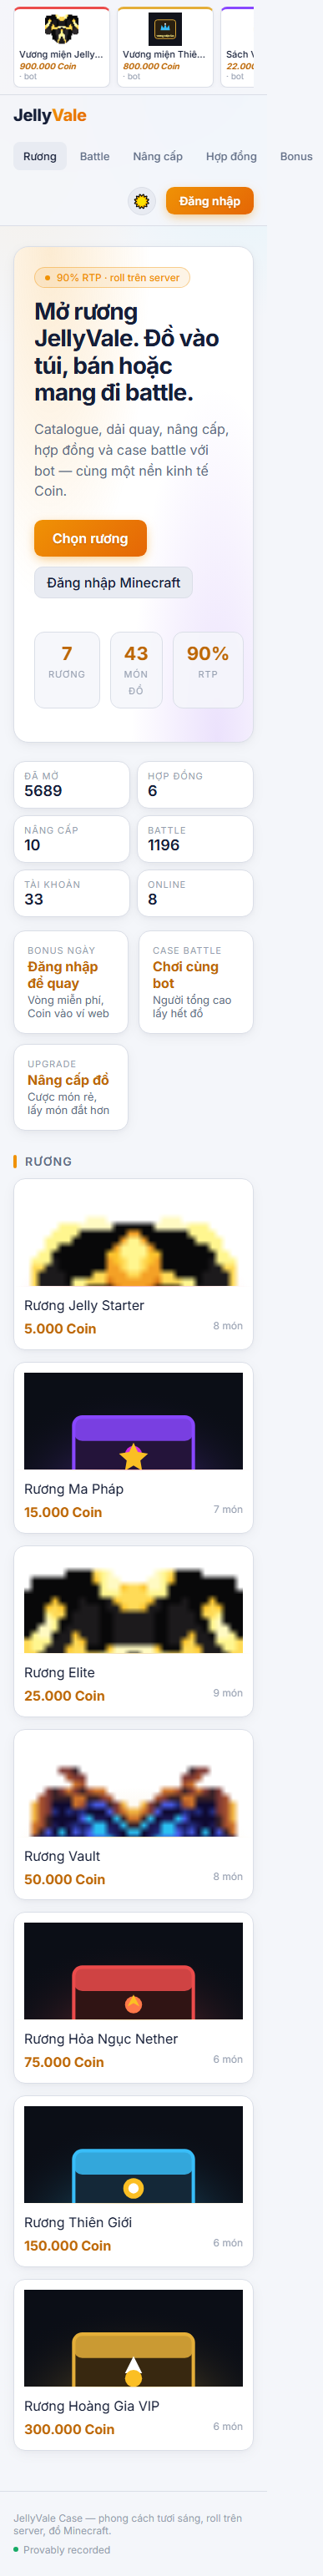 Vương miện Jelly...
900.000 Coin
· bot
Vương miện Thiê...
800.000 Coin
· bot
Sách V
22.00
· bot
JellyVale
Rương
Battle
Nâng cấp
Hợp đồng
Bonus
Đăng nhập
90% RTP · roll trên server
Mở rương
JellyVale. Đồ vào
túi, bán hoặc
mang đi battle.
Catalogue, dải quay, nâng cấp,
hợp đồng và case battle với
bot — cùng một nền kinh tế
Coin.
Chọn rương
Đăng nhập Minecraft
7
RƯƠNG
43
MÓN
ĐỒ
90%
RTP
ĐÃ MỞ
5689
HỢP ĐỒNG
6
NÂNG CẤP
10
BATTLE
1196
TÀI KHOẢN
33
ONLINE
8
BONUS NGÀY
Đăng nhập
để quay
Vòng miễn phí,
Coin vào ví web
CASE BATTLE
Chơi cùng
bot
Người tổng cao
lấy hết đồ
UPGRADE
Nâng cấp đồ
Cược món rẻ,
lấy món đắt hơn
RƯƠNG
Rương Jelly Starter
5.000 Coin
8 món
Rương Ma Pháp
15.000 Coin
7 món
Rương Elite
25.000 Coin
9 món
Rương Vault
50.000 Coin
8 món
Rương Hỏa Ngục Nether
75.000 Coin
6 món
Rương Thiên Giới
150.000 Coin
6 món
Rương Hoàng Gia VIP
300.000 Coin
6 món
JellyVale Case — phong cách tươi sáng, roll trên
server, đồ Minecraft.
Provably recorded